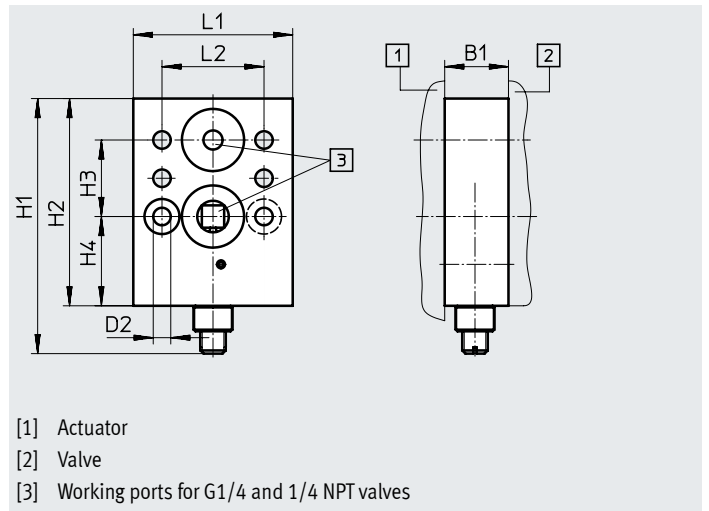 L1
L2
B1
1
2
3
H1
H2
H3
H4
D2
[1] Actuator
[2] Valve
[3] Working ports for G1/4 and 1/4 NPT valves